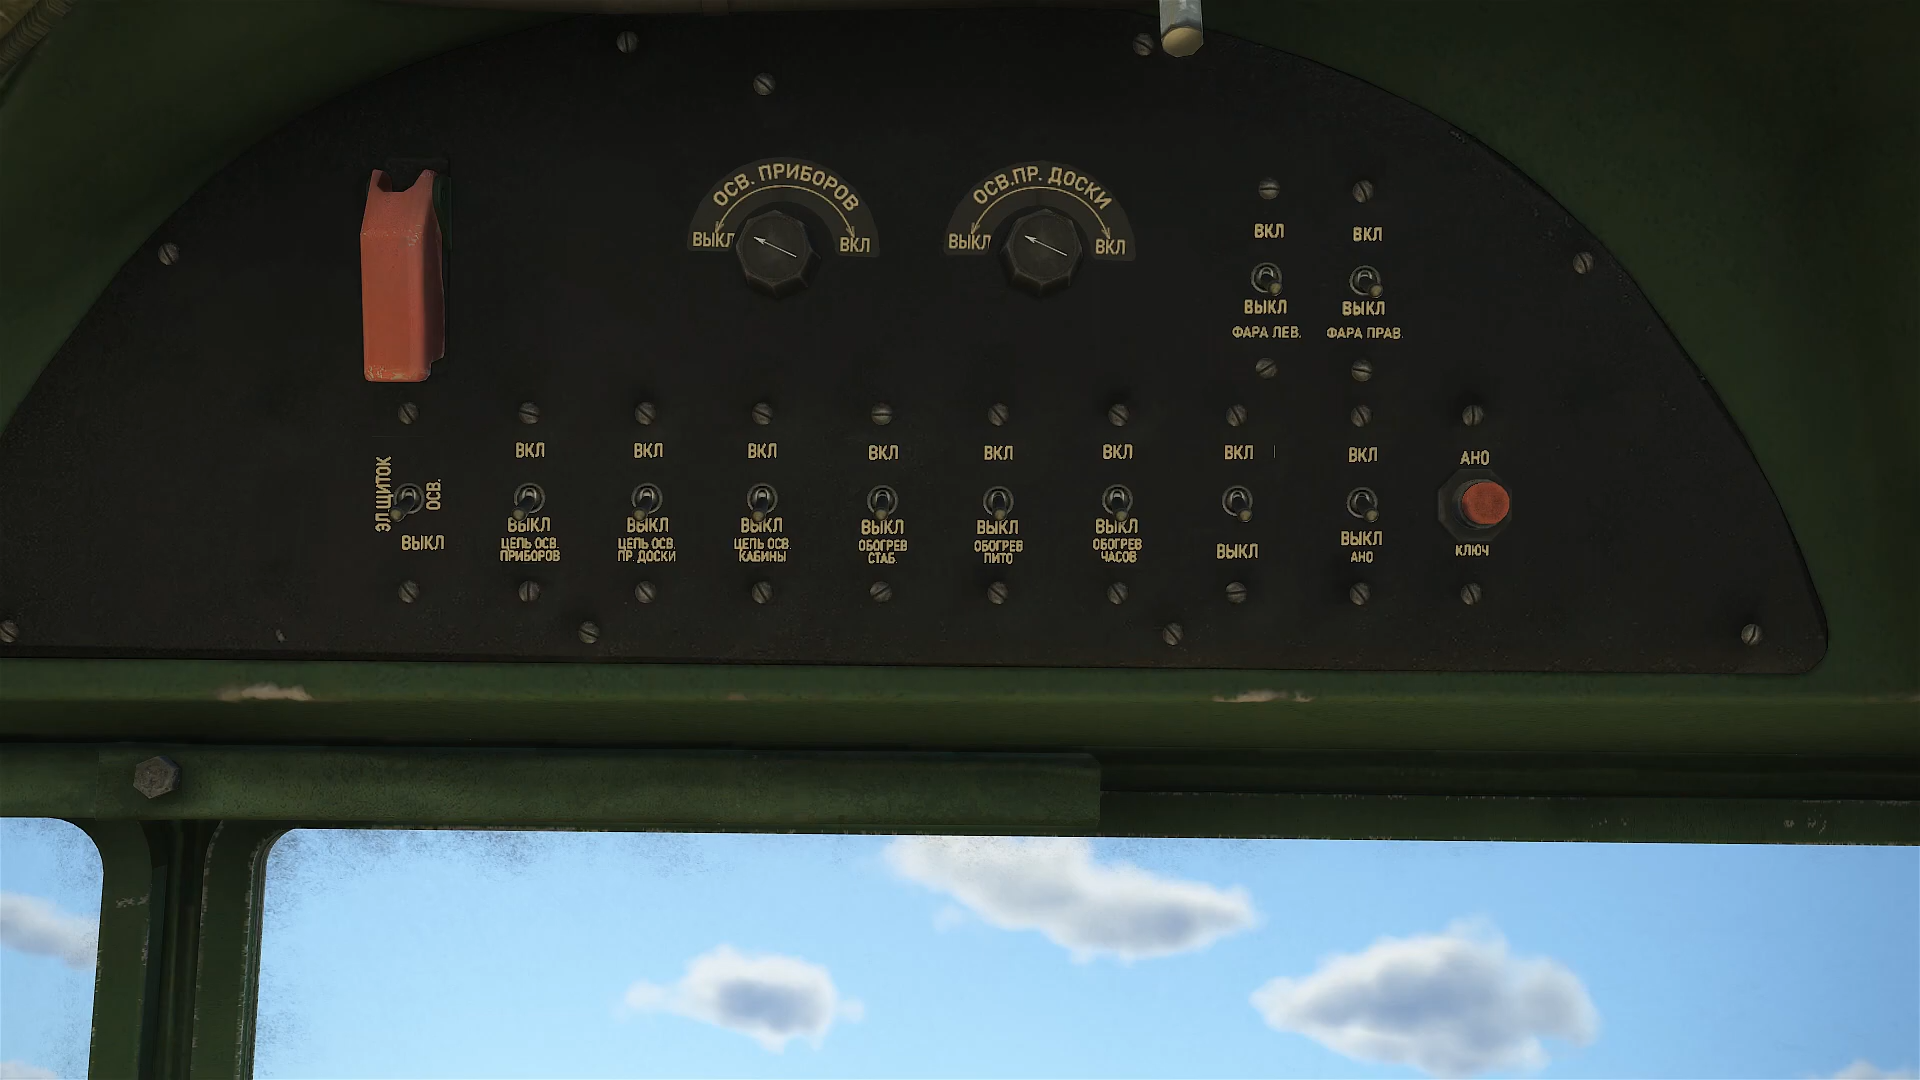 ОСВ. ПРИБОРОВ
ВЫКЛ ВКЛ
ОСВ.ПР. ДОСКИ
ВЫКЛ ВКЛ
ВКЛ
ВЫКЛ
ФАРА ЛЕВ.
ВКЛ
ВЫКЛ
ФАРА ПРАВ.
ЭЛ.ЩИТОК
ОСВ.
ВЫКЛ
ВКЛ
ВЫКЛ
ЦЕПЬ ОСВ.
ПРИБОРОВ
ВКЛ
ВЫКЛ
ЦЕПЬ ОСВ.
ПР. ДОСКИ
ВКЛ
ВЫКЛ
ЦЕПЬ ОСВ.
КАБИНЫ
ВКЛ
ВЫКЛ
ОБОГРЕВ
СТАБ.
ВКЛ
ВЫКЛ
ОБОГРЕВ
ПИТО
ВКЛ
ВЫКЛ
ОБОГРЕВ
ЧАСОВ
ВКЛ
ВЫКЛ
ВКЛ
ВЫКЛ
АНО
АНО
КЛЮЧ